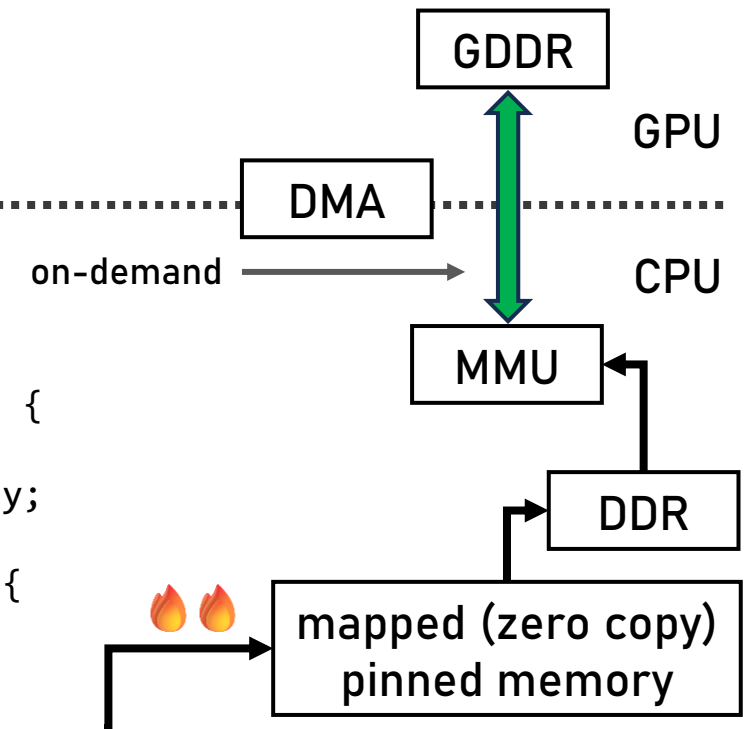 GDDR
GPU
DMA
on-demand
CPU
MMU
{
y;
DDR
{
mapped (zero copy)
pinned memory